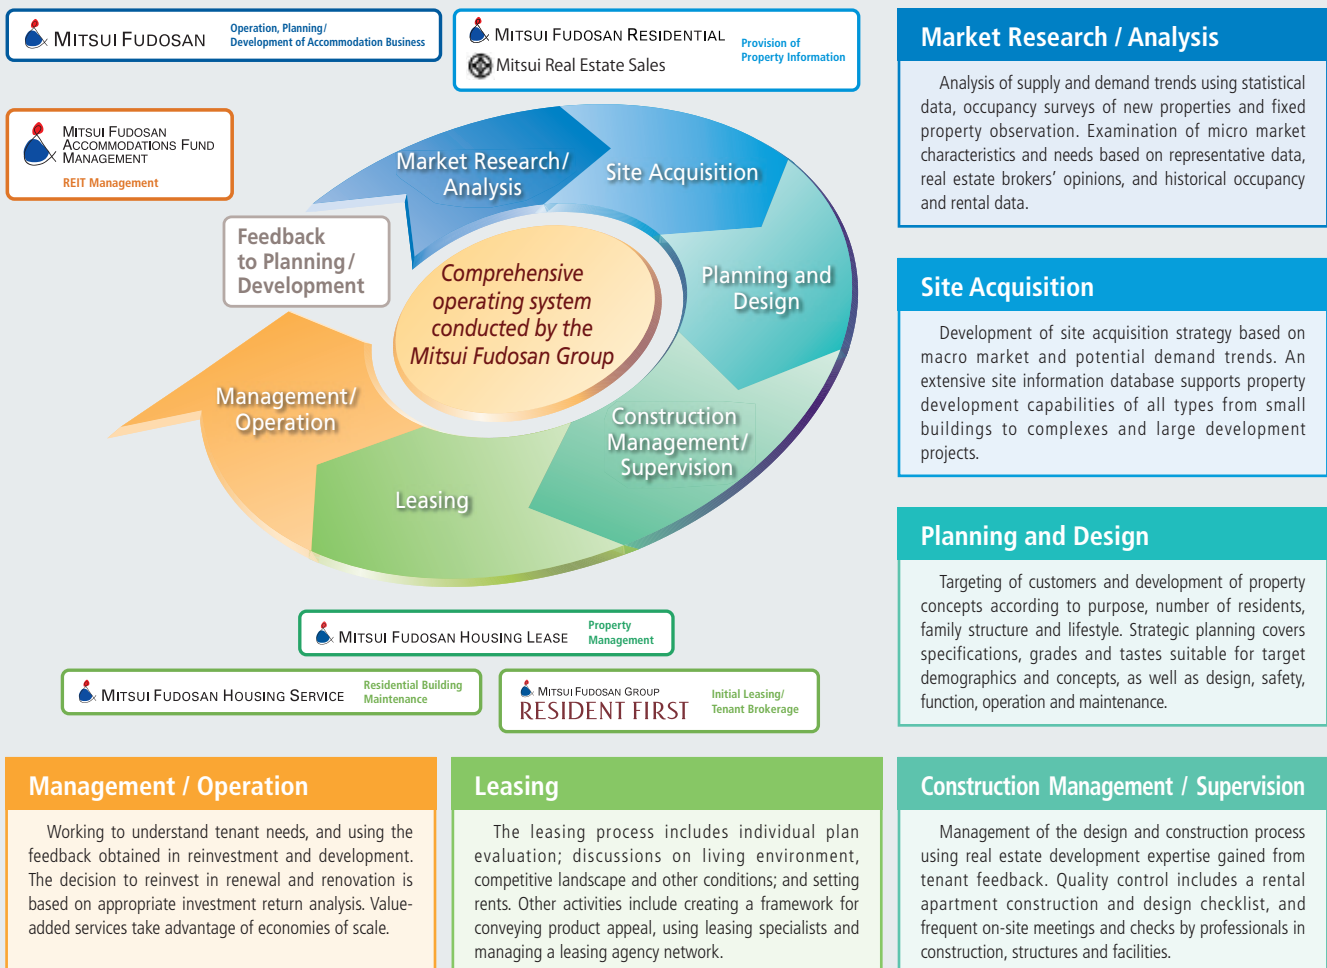 MITSUI FUDOSAN
Operation, Planning/
Development of Accommodation Business
MITSUI FUDOSAN RESIDENTIAL
Mitsui Real Estate Sales
Provision of
Property Information
MITSUI FUDOSAN
ACCOMMODATIONS FUND
MANAGEMENT
REIT Management
Market Research/
Analysis
Site Acquisition
Planning and
Design
Construction
Management/
Supervision
Leasing
Management/
Operation
Feedback
to Planning/
Development
Comprehensive
operating system
conducted by the
Mitsui Fudosan Group
MITSUI FUDOSAN HOUSING LEASE
Property
Management
MITSUI FUDOSAN HOUSING SERVICE
Residential Building
Maintenance
MITSUI FUDOSAN GROUP
RESIDENT FIRST
Initial Leasing/
Tenant Brokerage
Market Research / Analysis
Analysis of supply and demand trends using statistical
data, occupancy surveys of new properties and fixed
property observation. Examination of micro market
characteristics and needs based on representative data,
real estate brokers’ opinions, and historical occupancy
and rental data.
Site Acquisition
Development of site acquisition strategy based on
macro market and potential demand trends. An
extensive site information database supports property
development capabilities of all types from small
buildings to complexes and large development
projects.
Planning and Design
Targeting of customers and development of property
concepts according to purpose, number of residents,
family structure and lifestyle. Strategic planning covers
specifications, grades and tastes suitable for target
demographics and concepts, as well as design, safety,
function, operation and maintenance.
Management / Operation
Working to understand tenant needs, and using the
feedback obtained in reinvestment and development.
The decision to reinvest in renewal and renovation is
based on appropriate investment return analysis. Value-
added services take advantage of economies of scale.
Leasing
The leasing process includes individual plan
evaluation; discussions on living environment,
competitive landscape and other conditions; and setting
rents. Other activities include creating a framework for
conveying product appeal, using leasing specialists and
managing a leasing agency network.
Construction Management / Supervision
Management of the design and construction process
using real estate development expertise gained from
tenant feedback. Quality control includes a rental
apartment construction and design checklist, and
frequent on-site meetings and checks by professionals in
construction, structures and facilities.